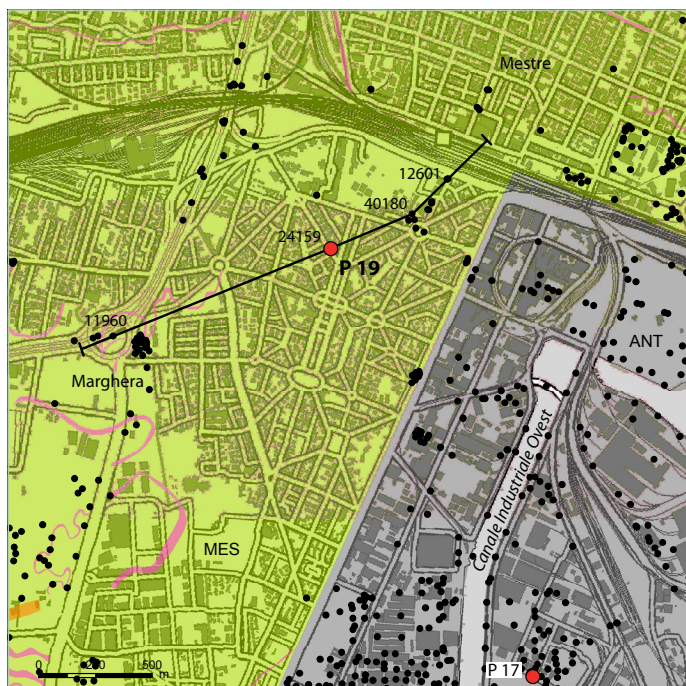 Mestre
12601
40180
24159
P 19
11960
ANT
Marghera
Canale Industriale Ovest
MES
0 250 500
m
P 17